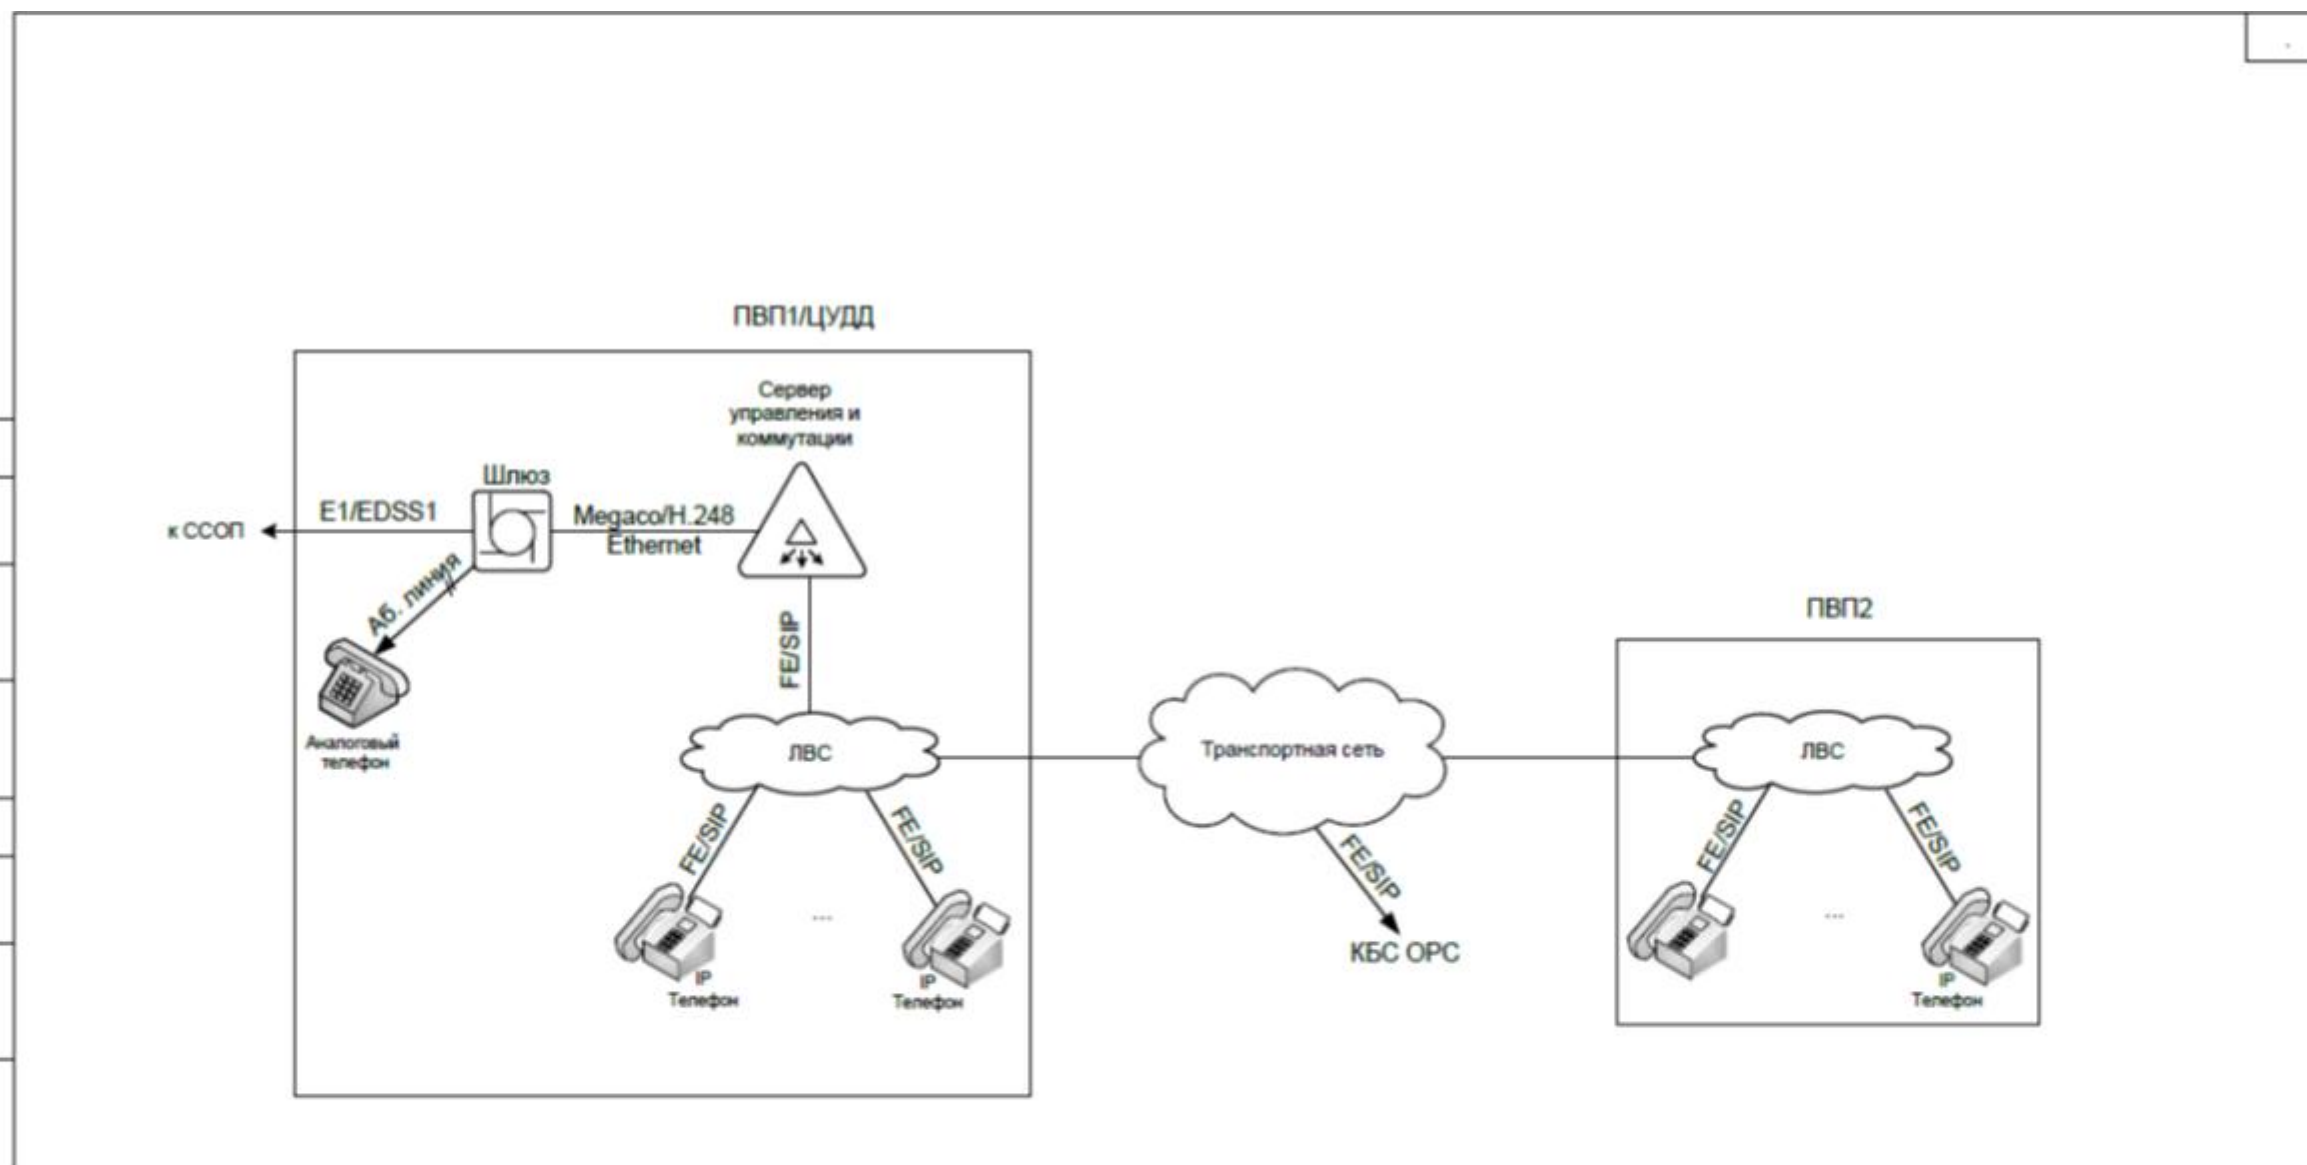 ПВП1/ЦУДД
Сервер
управления и
коммутации
Шлюз
E1/EDSS1
Megaco/H.248
Ethernet
к ССОП
Аб. линия
Аналоговый
телефон
FE/SIP
ЛВС
FE/SIP
FE/SIP
...
IP
Телефон
IP
Телефон
Транспортная сеть
FE/SIP
КБС ОРС
ПВП2
ЛВС
FE/SIP
FE/SIP
...
IP
Телефон